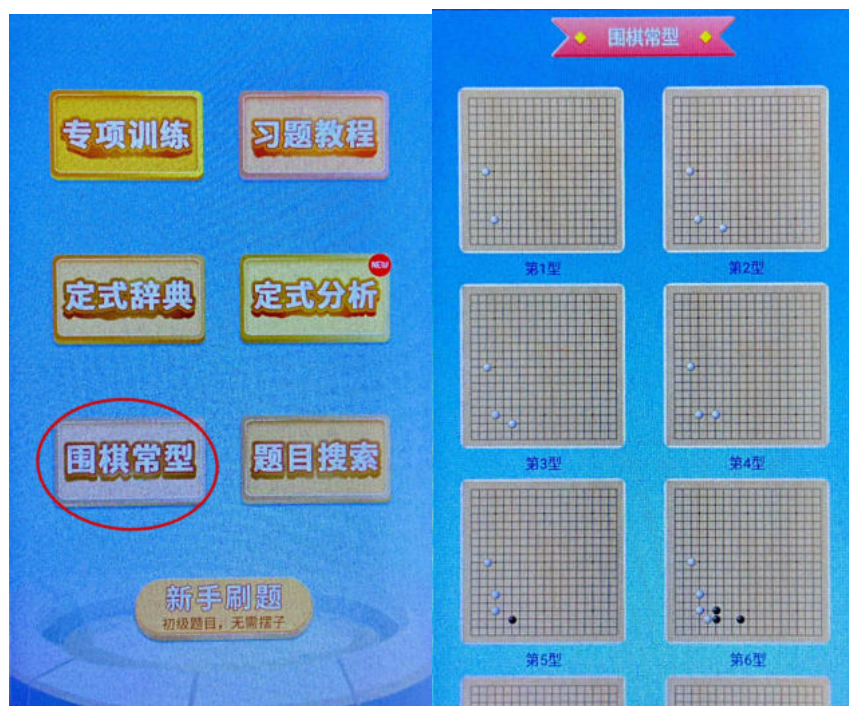 专项训练
习题教程
定式辞典
定式分析
NEW
围棋常型
题目搜索
新手刷题
初级题目，无需摆子
围棋常型
第1型
第2型
第3型
第4型
第5型
第6型